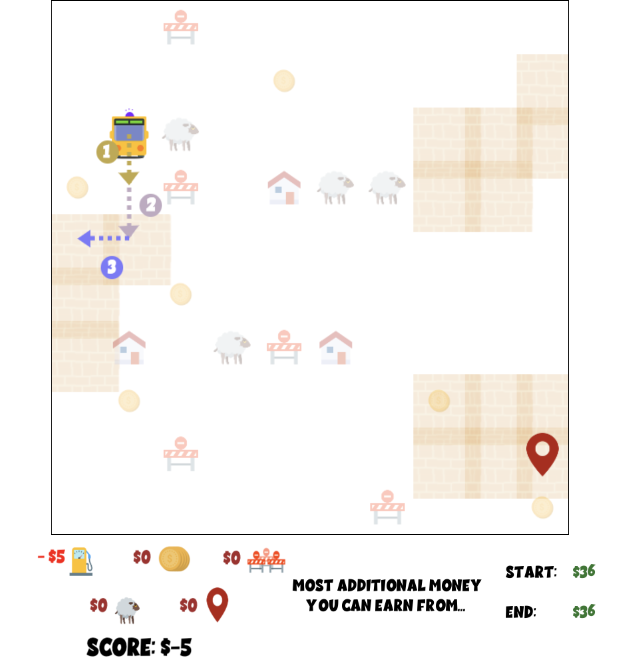 1
2
3
- $5
$0
$0
$0
$0
SCORE: $-5
MOST ADDITIONAL MONEY
YOU CAN EARN FROM...
START: $36
END: $36